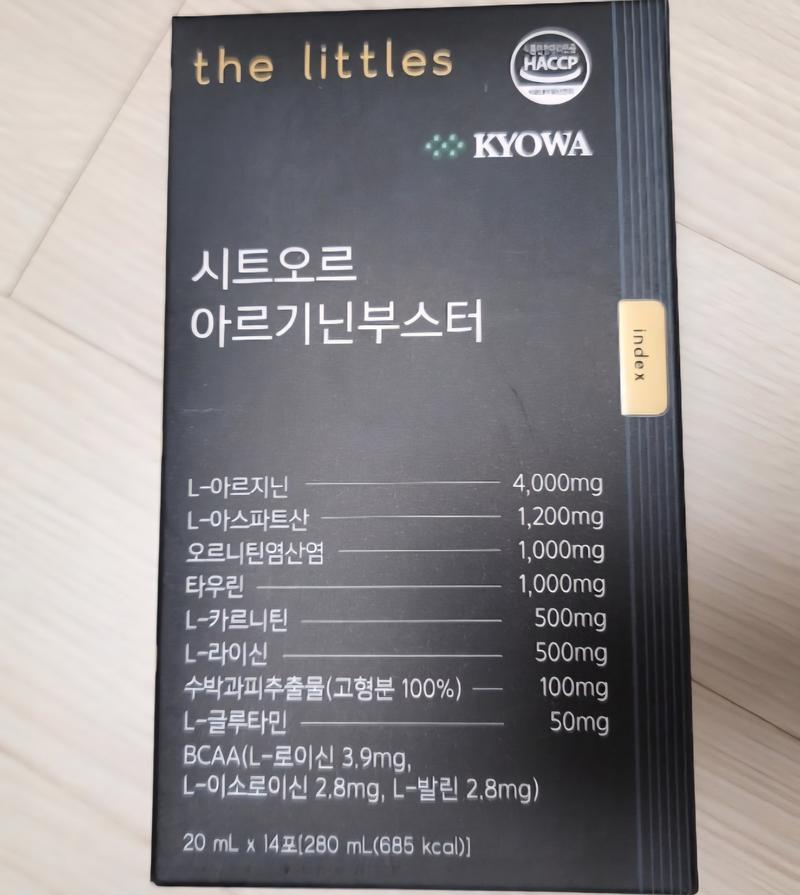 the littles
HACCP
KYOWA
시트오르
아르기닌부스터
index
L-아르지닌 4,000mg
L-아스파트산 1,200mg
오르니틴염산염 1,000mg
타우린 1,000mg
L-카르니틴 500mg
L-라이신 500mg
수박과피추출물(고형분 100%) 100mg
L-글루타민 50mg
BCAA(L-로이신 3.9mg,
L-이소로이신 2.8mg, L-발린 2.8mg)
20 mL x 14포[280 mL(685 kcal)]